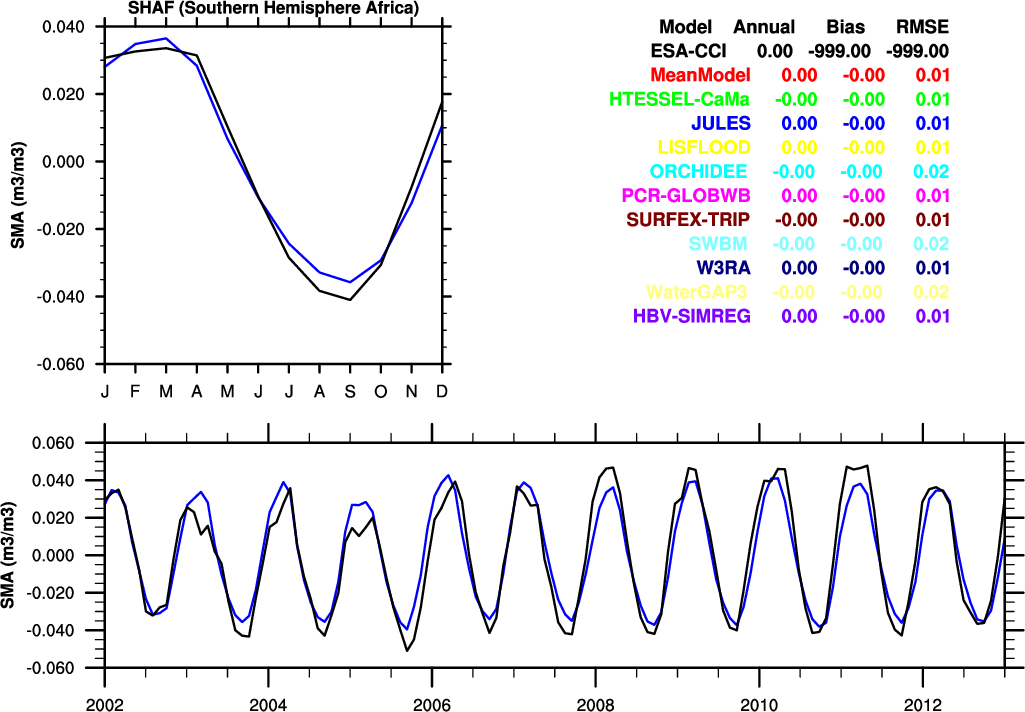 SHAF (Southern Hemisphere Africa)
0.040
0.020
0.000
-0.020
-0.040
-0.060
SMA (m3/m3)
J F M A M J J A S O N D
Model Annual Bias RMSE
ESA-CCI 0.00 -999.00 -999.00
MeanModel 0.00 -0.00 0.01
HTESSEL-CaMa -0.00 -0.00 0.01
JULES 0.00 -0.00 0.01
LISFLOOD 0.00 -0.00 0.01
ORCHIDEE -0.00 -0.00 0.02
PCR-GLOBWB 0.00 -0.00 0.01
SURFEX-TRIP -0.00 -0.00 0.01
SWBM -0.00 -0.00 0.02
W3RA 0.00 -0.00 0.01
WaterGAP3 -0.00 -0.00 0.02
HBV-SIMREG 0.00 -0.00 0.01
0.060
0.040
0.020
0.000
-0.020
-0.040
-0.060
SMA (m3/m3)
2002 2004 2006 2008 2010 2012